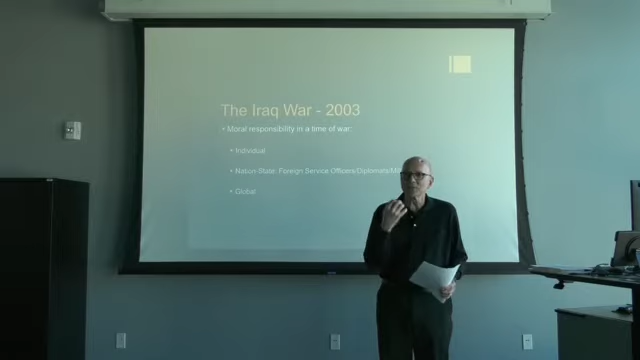 The Iraq War - 2003
• Moral responsibility in a time of war:
• Individual
• Nation-State: Foreign Service Officers/Diplomats/
• Global